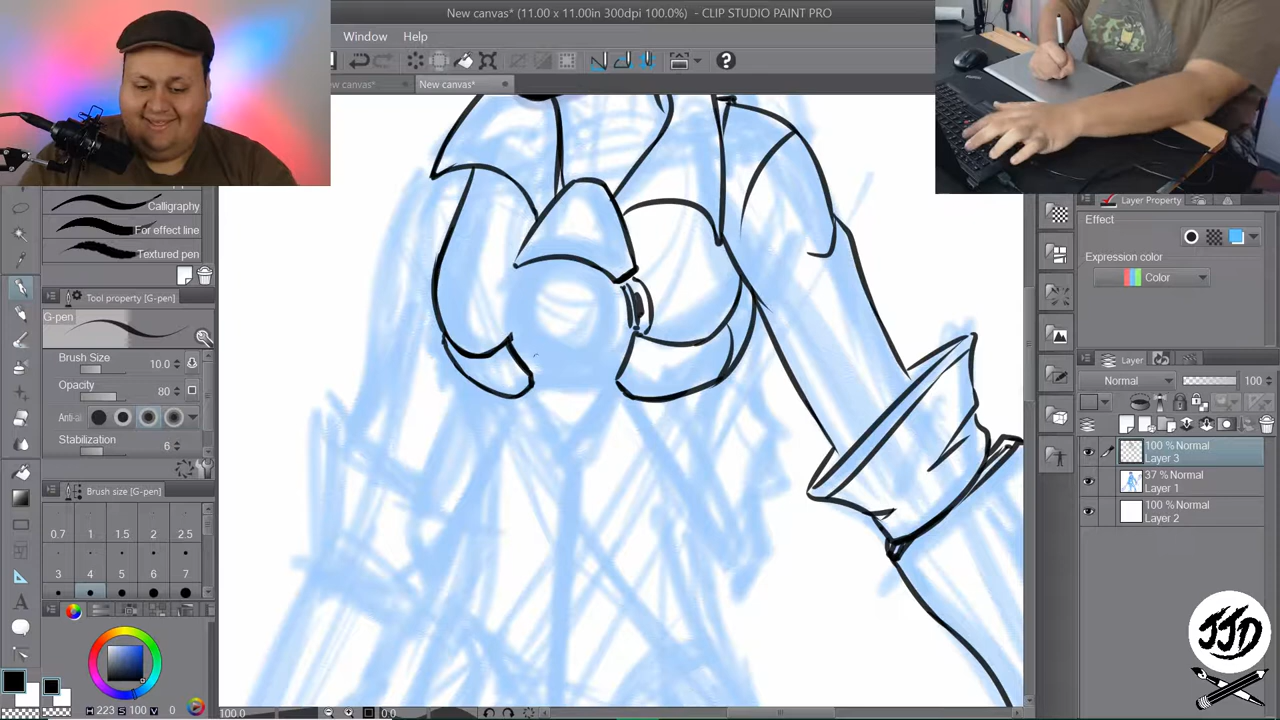 New canvas* (11.00 x 11.00in 300dpi 100.0%) - CLIP STUDIO PAINT PRO
Window Help
canvas* New canvas*
Calligraphy
For effect line
Textured pen
Tool property [G-pen]
G-pen
Brush Size 10.0
Opacity 80
Stabilization 6
Brush size [G-pen]
0.7 1 1.5 2 2.5
3 4 5 6 7
H 223 S 100 V 0
100.0 0.0
Layer Property
Effect
Expression color
Color
Layer
Normal 100
100 % Normal
Layer 3
37 % Normal
Layer 1
100 % Normal
Layer 2
JJD